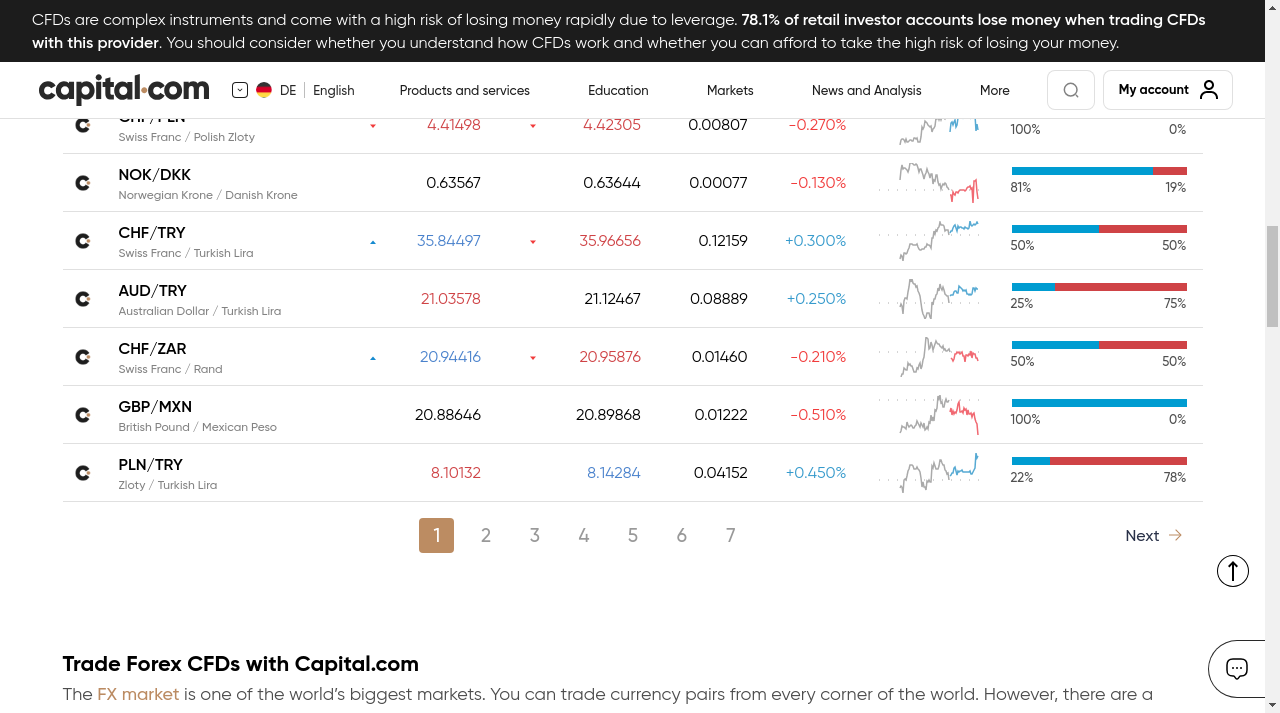 CFDs are complex instruments and come with a high risk of losing money rapidly due to leverage. 78.1% of retail investor accounts lose money when trading CFDs
with this provider. You should consider whether you understand how CFDs work and whether you can afford to take the high risk of losing your money.
capital.com DE English Products and services Education Markets News and Analysis More My account
CHF/PLN 4.41498 4.42305 0.00807 -0.270%
Swiss Franc / Polish Zloty 100% 0%
NOK/DKK 0.63567 0.63644 0.00077 -0.130%
Norwegian Krone / Danish Krone 81% 19%
CHF/TRY 35.84497 35.96656 0.12159 +0.300%
Swiss Franc / Turkish Lira 50% 50%
AUD/TRY 21.03578 21.12467 0.08889 +0.250%
Australian Dollar / Turkish Lira 25% 75%
CHF/ZAR 20.94416 20.95876 0.01460 -0.210%
Swiss Franc / Rand 50% 50%
GBP/MXN 20.88646 20.89868 0.01222 -0.510%
British Pound / Mexican Peso 100% 0%
PLN/TRY 8.10132 8.14284 0.04152 +0.450%
Zloty / Turkish Lira 22% 78%
1 2 3 4 5 6 7 Next
Trade Forex CFDs with Capital.com
The FX market is one of the world's biggest markets. You can trade currency pairs from every corner of the world. However, there are a